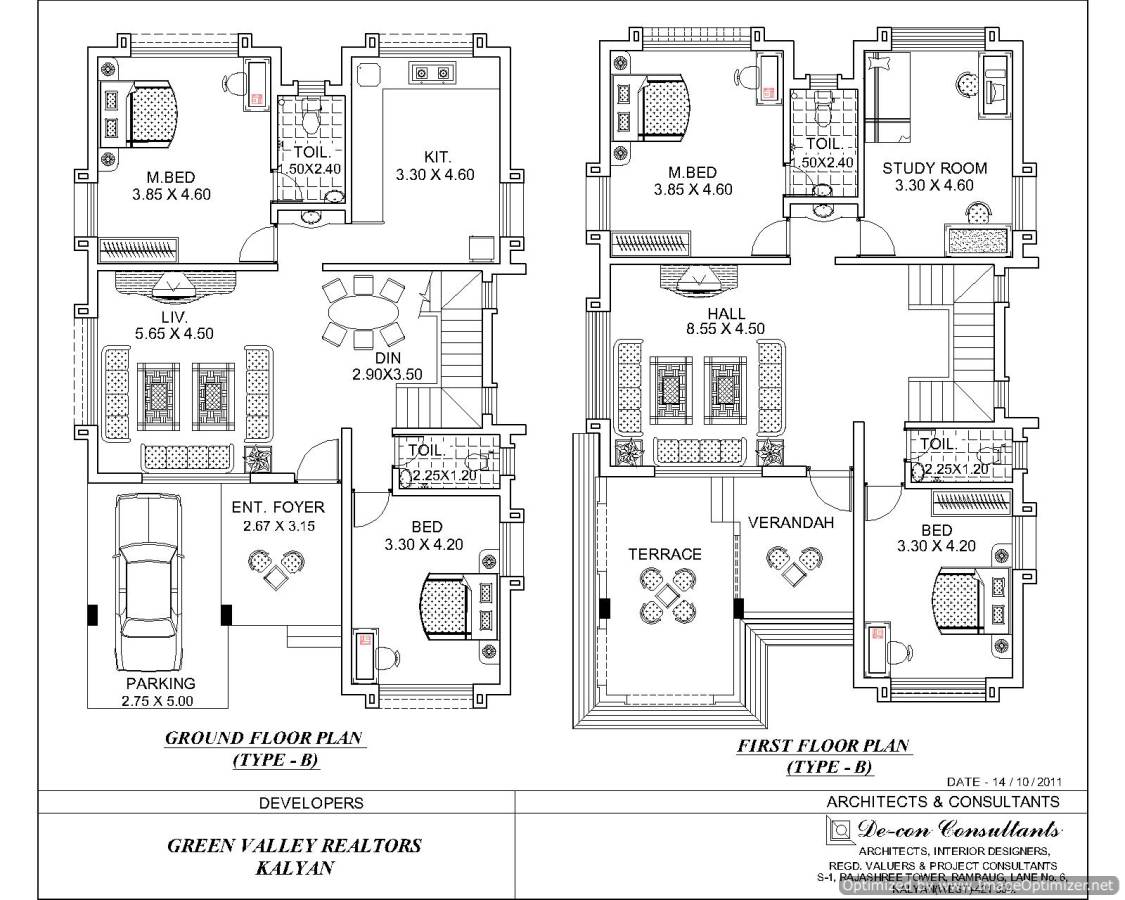 M.BED
3.85 X 4.60
TOIL.
1.50X2.40
KIT.
3.30 X 4.60
LIV.
5.65 X 4.50
DIN
2.90X3.50
TOIL.
2.25X1.20
ENT. FOYER
2.67 X 3.15
BED
3.30 X 4.20
PARKING
2.75 X 5.00
GROUND FLOOR PLAN
(TYPE - B)
M.BED
3.85 X 4.60
TOIL.
1.50X2.40
STUDY ROOM
3.30 X 4.60
HALL
8.55 X 4.50
TOIL.
2.25X1.20
VERANDAH
TERRACE
BED
3.30 X 4.20
FIRST FLOOR PLAN
(TYPE - B)
DATE - 14 / 10 / 2011
DEVELOPERS
GREEN VALLEY REALTORS
KALYAN
ARCHITECTS & CONSULTANTS
De-con Consultants
ARCHITECTS, INTERIOR DESIGNERS,
REGD. VALUERS & PROJECT CONSULTANTS
S-1, RAJASHREE TOWER, RAMBAUG, LANE No. 6,
KALYAN(WEST)
Optimized by www.ImageOptimizer.net